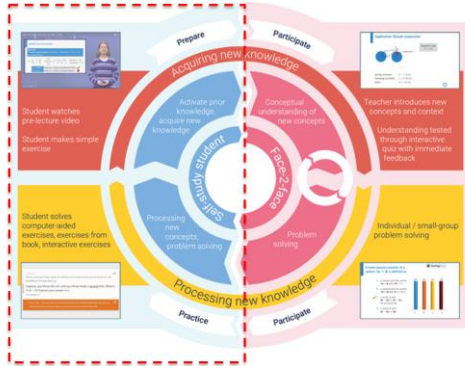 Prepare
Participate
Acquiring new knowledge
Student watches
pre-lecture video
Student makes simple
exercise
Activate prior
knowledge,
acquire new
knowledge
Conceptual
understanding of
new concepts
Teacher introduces new
concepts and context
Understanding tested
through interactive
quiz with immediate
feedback
Self-study student
Face-2-face
Student solves
computer-aided
exercises, exercises from
book, interactive exercises
Processing
new
concepts,
problem solving
Problem
solving
Individual / small-group
problem solving
Processing new knowledge
Practice
Participate